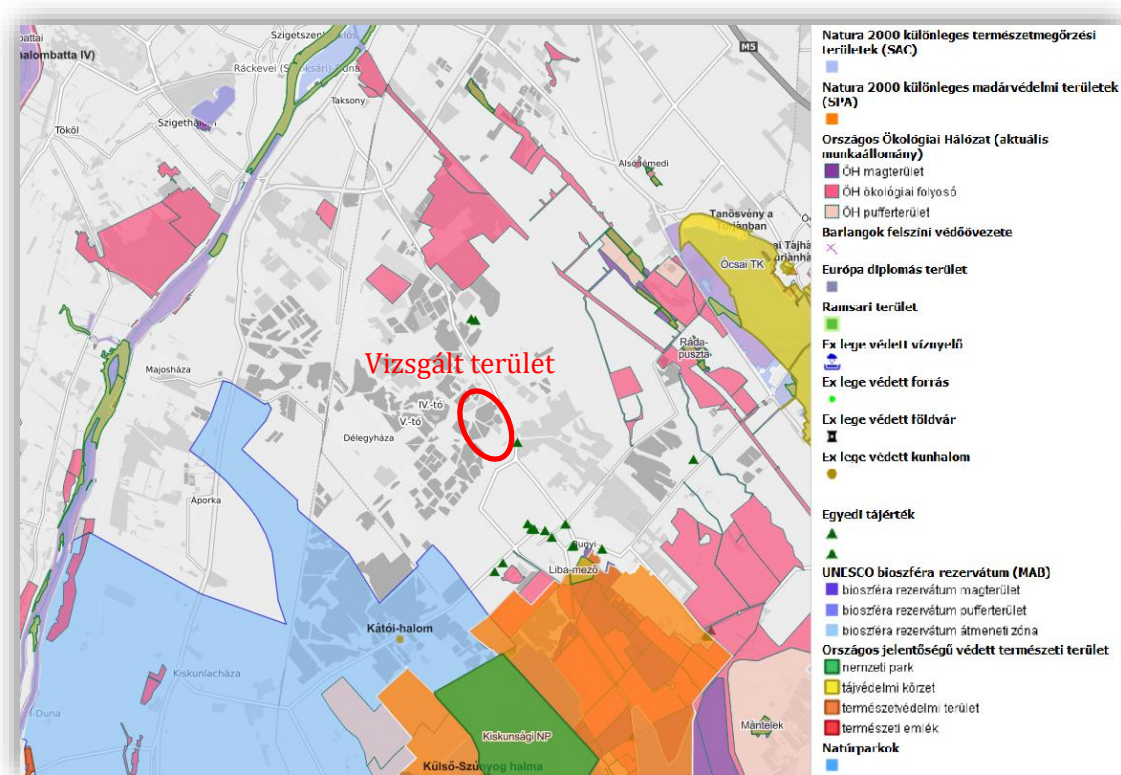 battai
halombatta IV)
Szigetszentmiklós
Ráckevei (Soroksári)-Duna
M5
Taksony
Tököl
Szigethalom
Alsónémedi
Tanösvény a
Turjánban
Ócsai TK
Ráda-
puszta
Majosháza
Vizsgált terület
IV.-tó
V.-tó
Délegyháza
Áporka
Bugyi
Liba-mező
Kátói-halom
Kiskunlacháza
I-Duna
Kiskunsági NP
Mántelek
Külső-Szúnyog halma
Natura 2000 különleges természetmegőrzési
területek (SAC)
Natura 2000 különleges madárvédelmi területek
(SPA)
Országos Ökológiai Hálózat (aktuális
munkaállomány)
ÖH magterület
ÖH ökológiai folyosó
ÖH pufferterület
Barlangok felszíni védőövezete
Európa diplomás terület
Ramsari terület
Ex lege védett víznyelő
Ex lege védett forrás
Ex lege védett földvár
Ex lege védett kunhalom
Egyedi tájérték
UNESCO bioszféra rezervátum (MAB)
bioszféra rezervátum magterület
bioszféra rezervátum pufferterület
bioszféra rezervátum átmeneti zóna
Országos jelentőségű védett természeti terület
nemzeti park
tájvédelmi körzet
természetvédelmi terület
természeti emlék
Natúrparkok